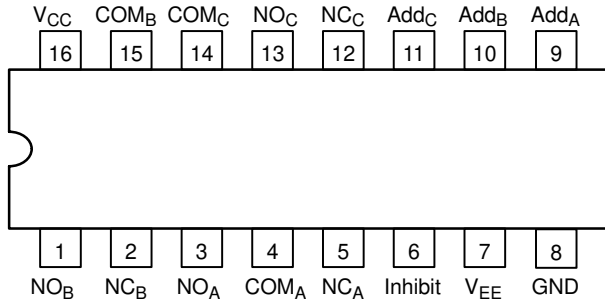 VCC COMB COMC NOC NCC AddC AddB AddA
16 15 14 13 12 11 10 9
1 2 3 4 5 6 7 8
NOB NCB NOA COMA NCA Inhibit VEE GND